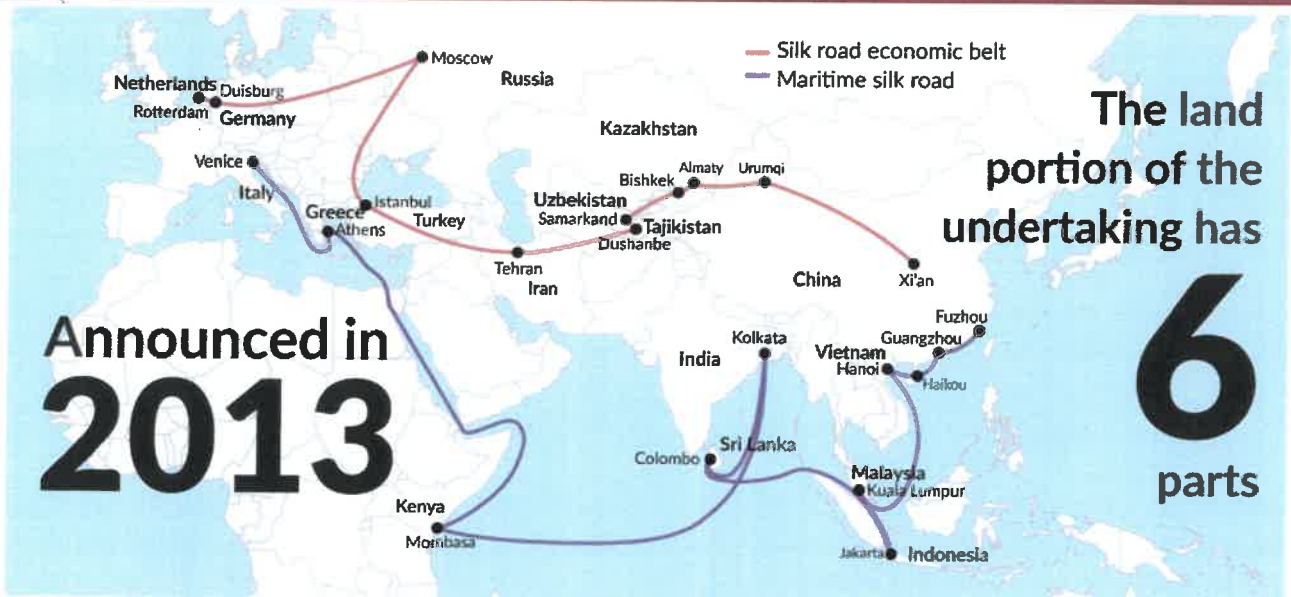 Silk road economic belt
Maritime silk road
Moscow
Russia
Netherlands
Duisburg
Rotterdam
Germany
Kazakhstan
The land
portion of the
undertaking has
6
parts
Venice
Italy
Almaty
Urumqi
Bishkek
Uzbekistan
Samarkand
Tajikistan
Dushanbe
Istanbul
Greece
Turkey
Athens
Tehran
Iran
China
Xi'an
Announced in
2013
Fuzhou
Guangzhou
Kolkata
India
Vietnam
Hanoi
Haikou
Sri Lanka
Colombo
Malaysia
Kuala Lumpur
Kenya
Mombasa
Jakarta
Indonesia